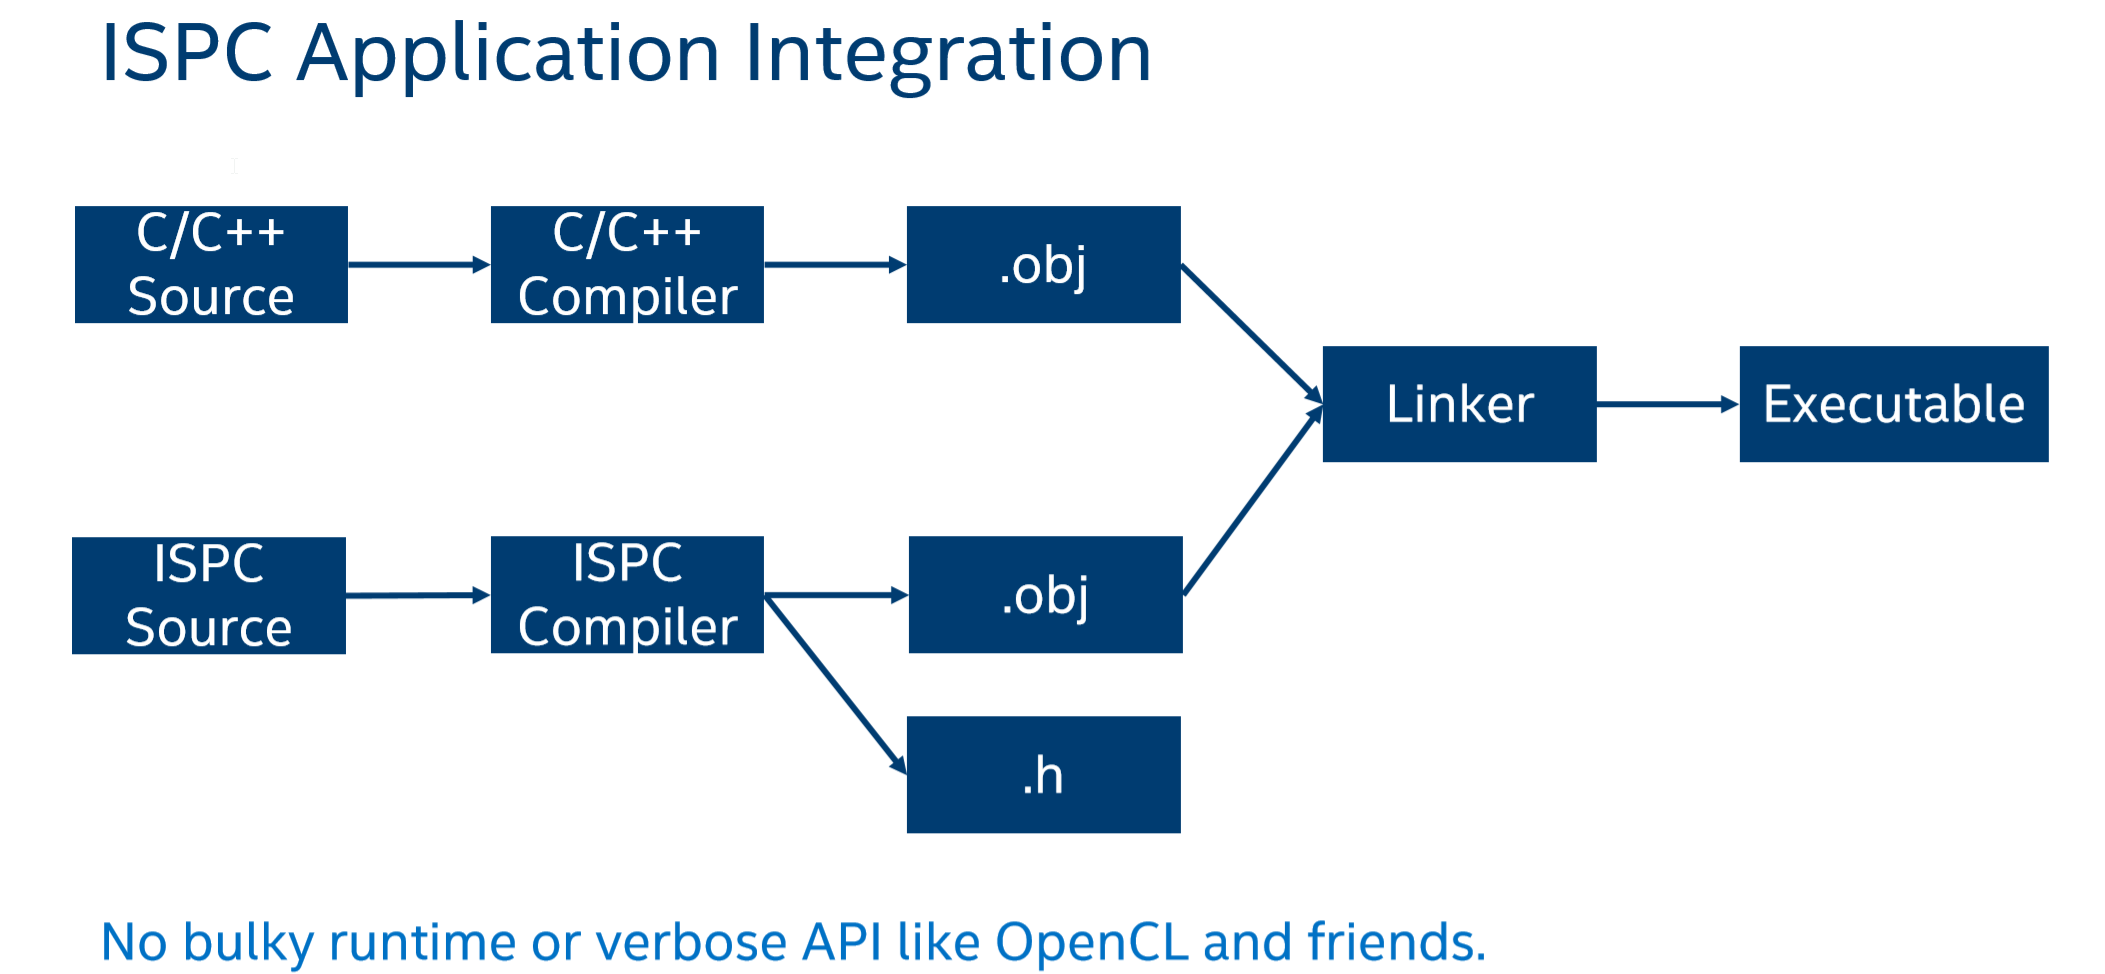 ISPC Application Integration
C/C++
Source
C/C++
Compiler
.obj
Linker
Executable
ISPC
Source
ISPC
Compiler
.obj
.h
No bulky runtime or verbose API like OpenCL and friends.